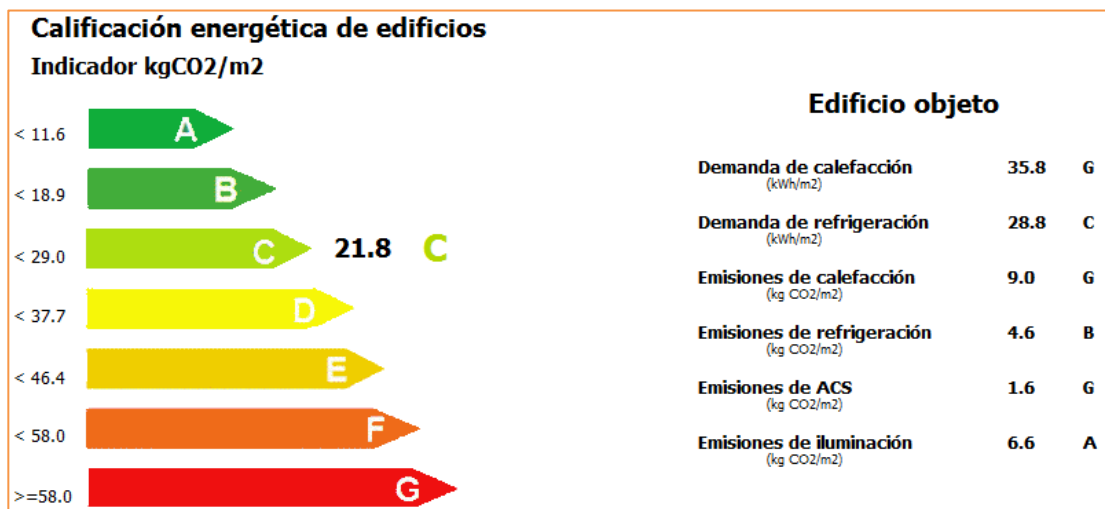 Calificación energética de edificios
Indicador kgCO2/m2
< 11.6 A
< 18.9 B
< 29.0 C 21.8 C
< 37.7 D
< 46.4 E
< 58.0 F
>=58.0 G
Edificio objeto
Demanda de calefacción 35.8 G
(kWh/m2)
Demanda de refrigeración 28.8 C
(kWh/m2)
Emisiones de calefacción 9.0 G
(kg CO2/m2)
Emisiones de refrigeración 4.6 B
(kg CO2/m2)
Emisiones de ACS 1.6 G
(kg CO2/m2)
Emisiones de iluminación 6.6 A
(kg CO2/m2)